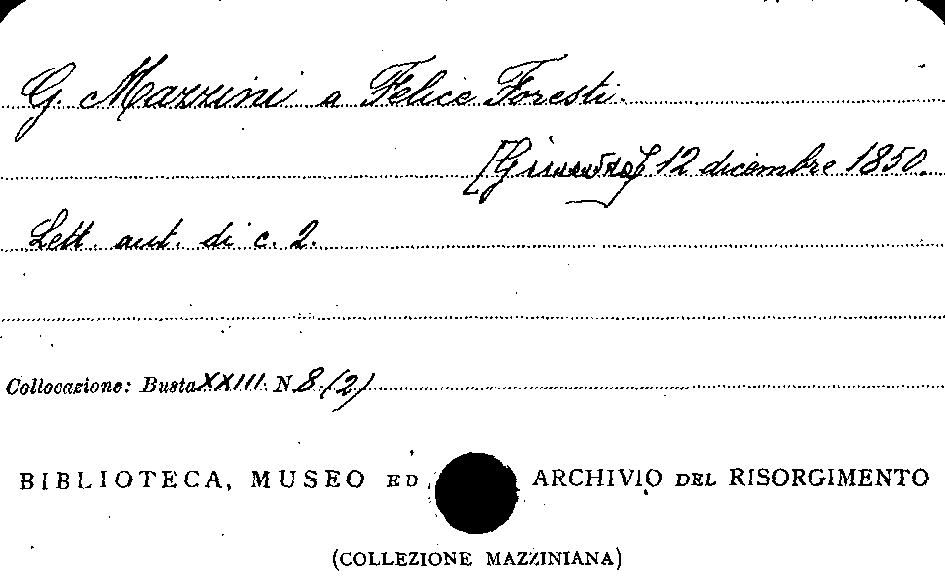 G. Mazzini a Felice Foresti.
[Ginevra] 12 dicembre 1850.
Lett. aut. di c. 2.
Collocazione: Busta XXIII N 8 (2)
BIBLIOTECA, MUSEO ED ARCHIVIO DEL RISORGIMENTO
(COLLEZIONE MAZZINIANA)